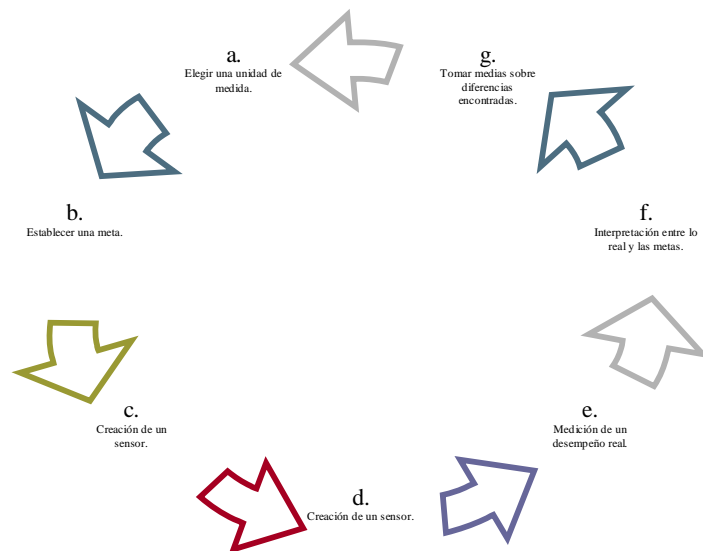 a.
Elegir una unidad de
medida.
b.
Establecer una meta.
c.
Creación de un
sensor.
d.
Creación de un sensor.
e.
Medición de un
desempeño real.
f.
Interpretación entre lo
real y las metas.
g.
Tomar medias sobre
diferencias
encontradas.